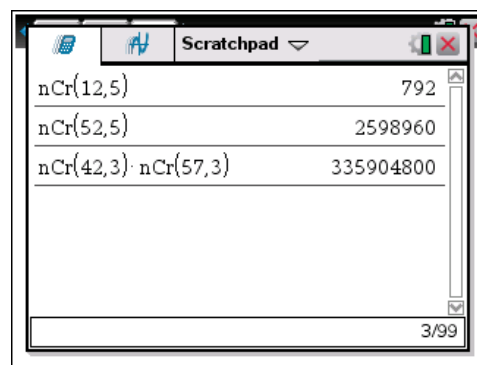 Scratchpad
nCr(12,5) 792
nCr(52,5) 2598960
nCr(42,3)· nCr(57,3) 335904800
3/99